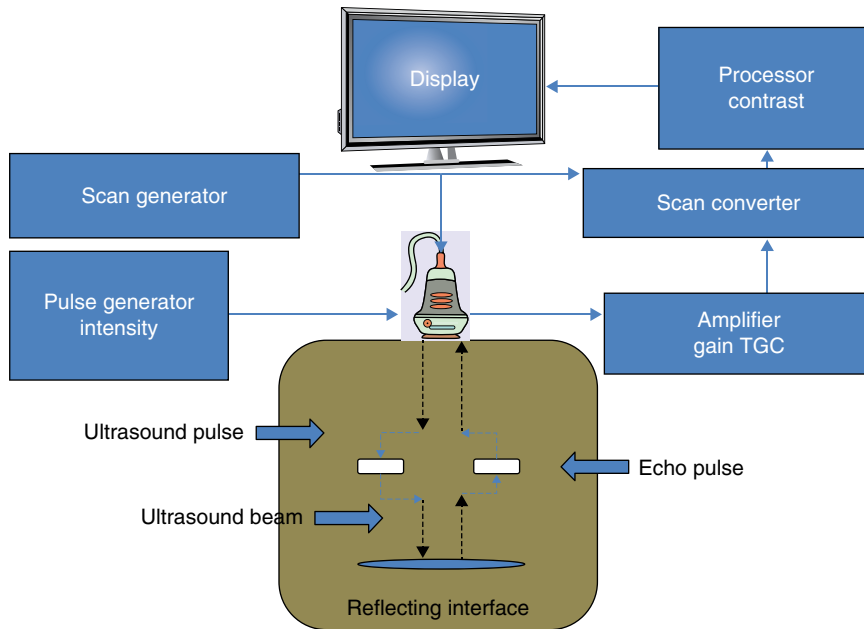 Display
Processor
contrast
Scan generator
Scan converter
Pulse generator
intensity
Amplifier
gain TGC
Ultrasound pulse
Echo pulse
Ultrasound beam
Reflecting interface